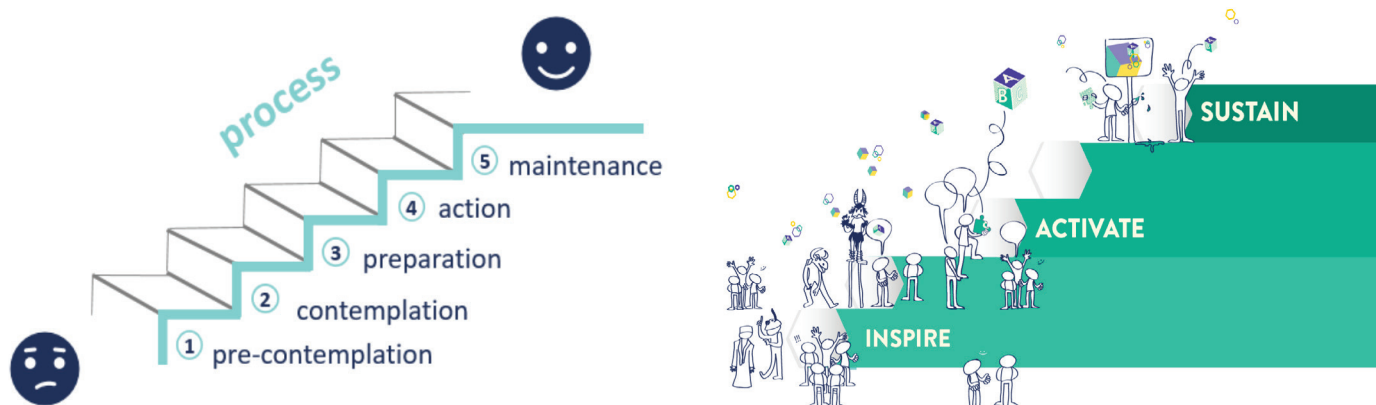 process
5 maintenance
4 action
3 preparation
2 contemplation
1 pre-contemplation
SUSTAIN
ACTIVATE
INSPIRE
A
B